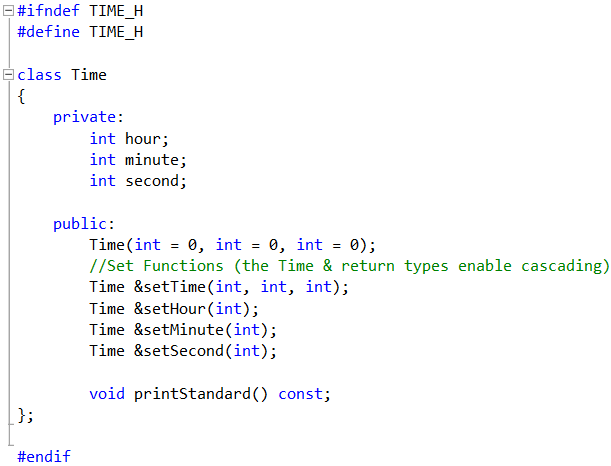 #ifndef TIME_H
#define TIME_H
class Time
{
private:
int hour;
int minute;
int second;
public:
Time(int = 0, int = 0, int = 0);
//Set Functions (the Time & return types enable cascading)
Time &setTime(int, int, int);
Time &setHour(int);
Time &setMinute(int);
Time &setSecond(int);
void printStandard() const;
};
#endif